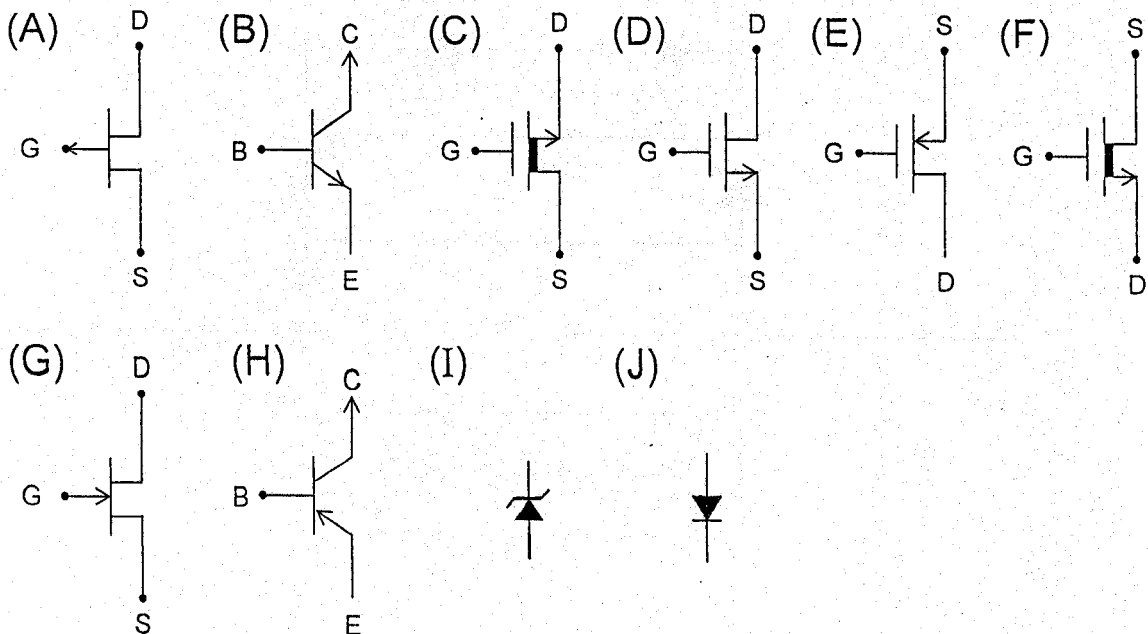 (A) D (B) C (C) D (D) D (E) S (F) S
G B G G G G
S E S S D D
(G) D (H) C (I) (J)
G B
S E